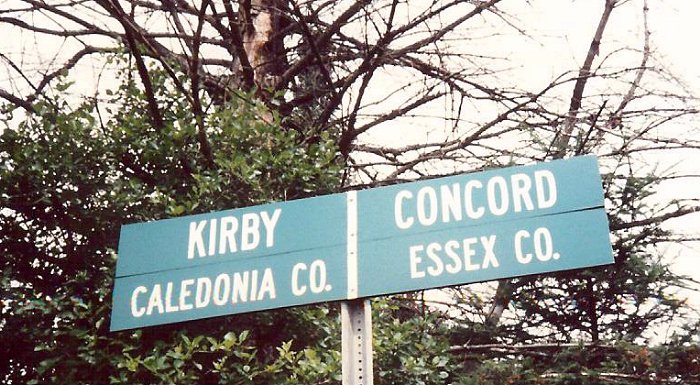 KIRBY
CALEDONIA CO.
CONCORD
ESSEX CO.